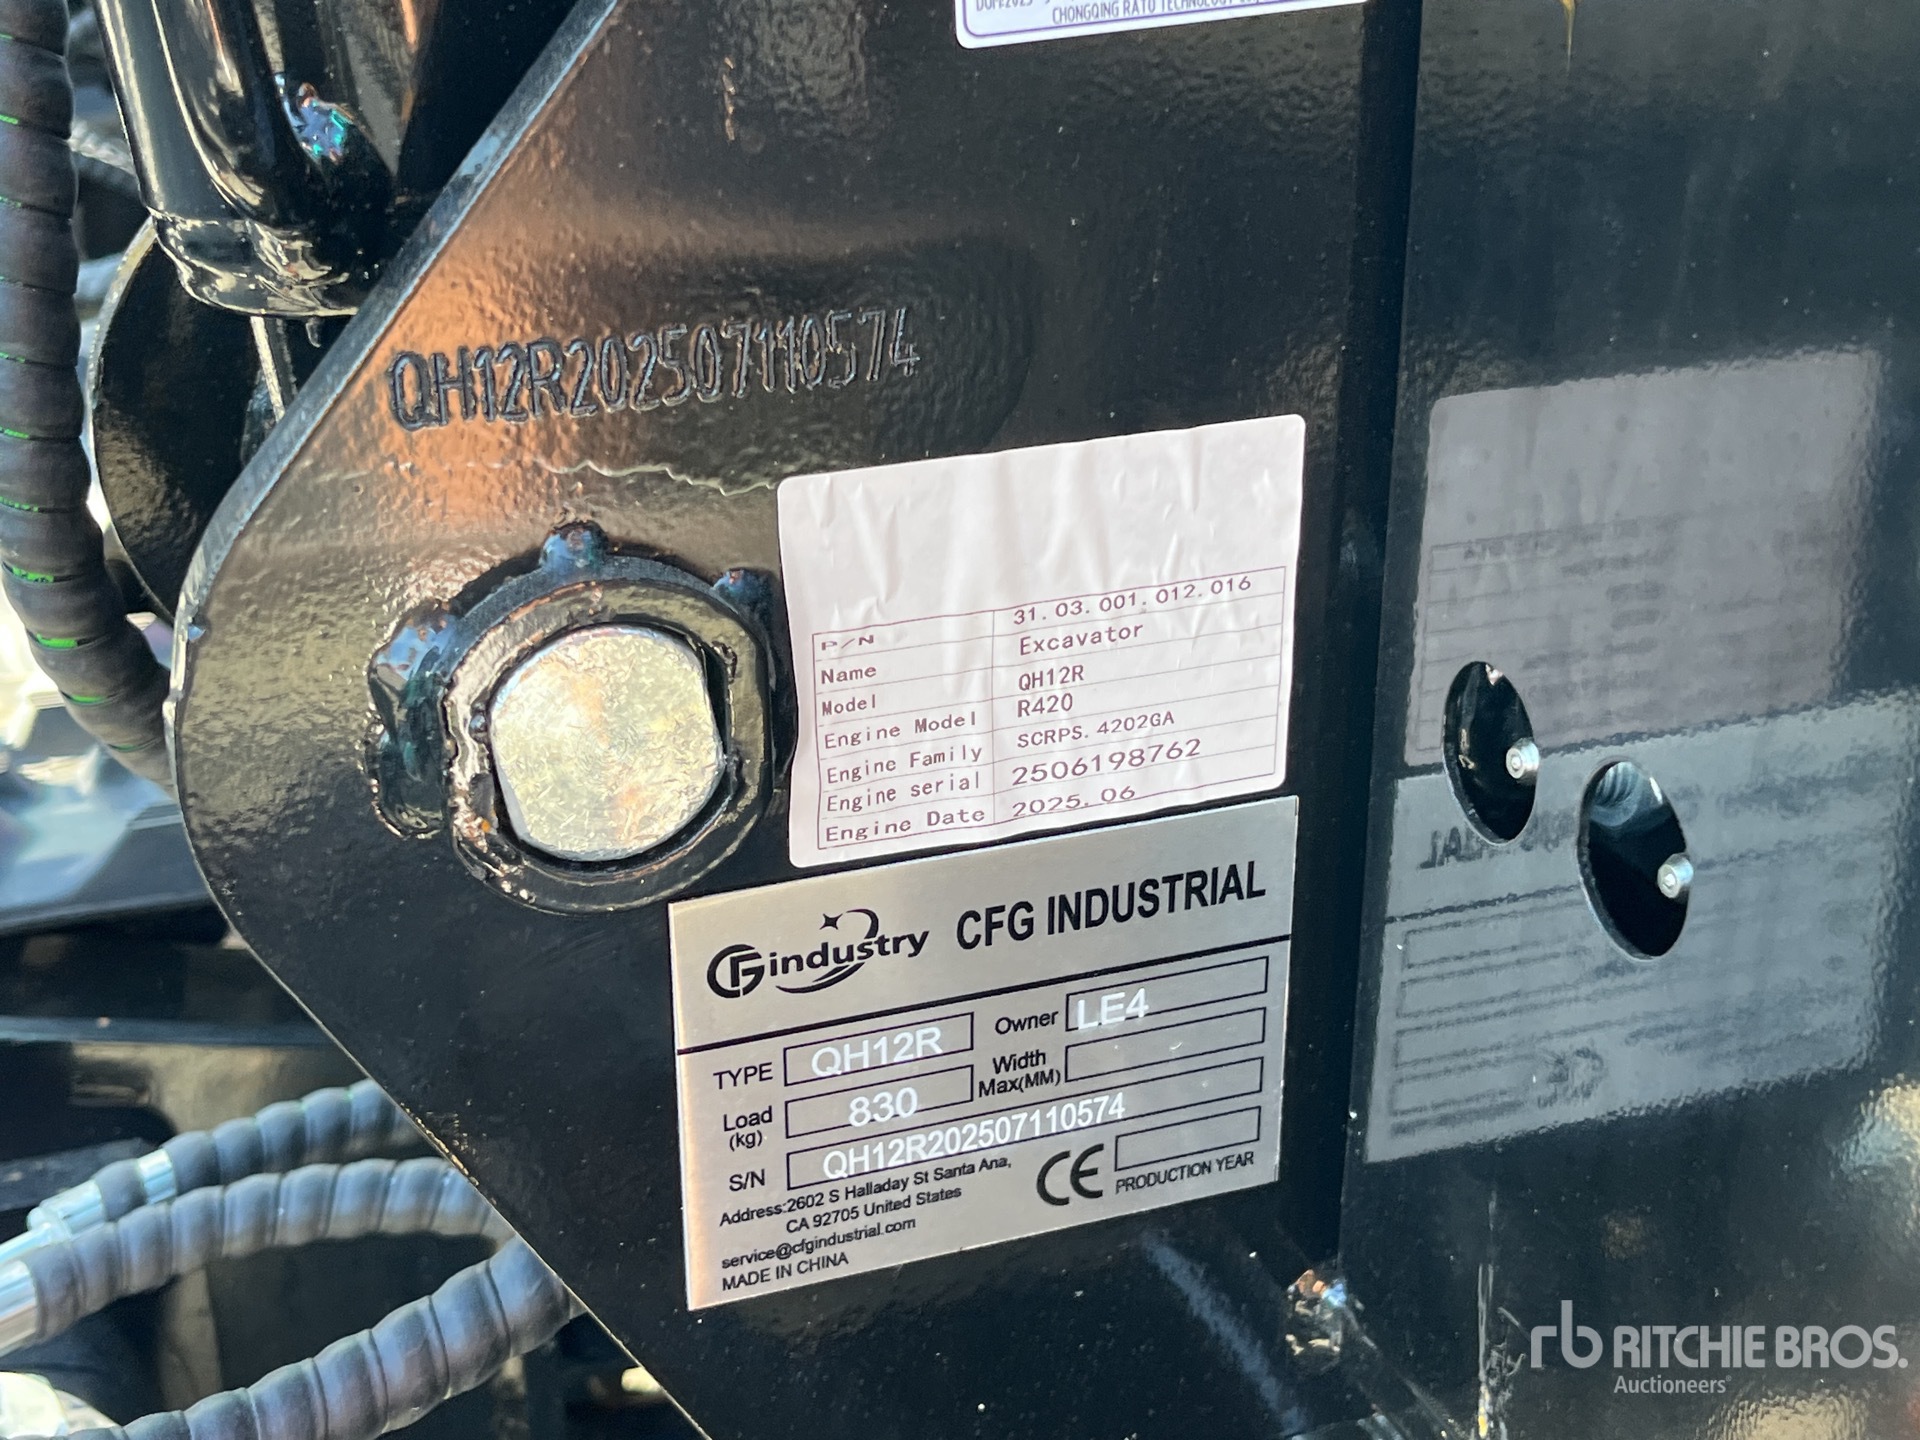 CHONGQING RATO TECHNOLOGY
QH12R202507110574
P/N 31.03.001.012.016
Name Excavator
Model QH12R
Engine Model R420
Engine Family SCRPS.4202GA
Engine serial 2506198762
Engine Date 2025.06
CFG industry CFG INDUSTRIAL
TYPE QH12R Owner LE4
Load (kg) 830 Width Max(MM)
S/N QH12R202507110574
Address:2602 S Halladay St Santa Ana,
CA 92705 United States
service@cfgindustrial.com
MADE IN CHINA
CE PRODUCTION YEAR
rb RITCHIE BROS.
Auctioneers